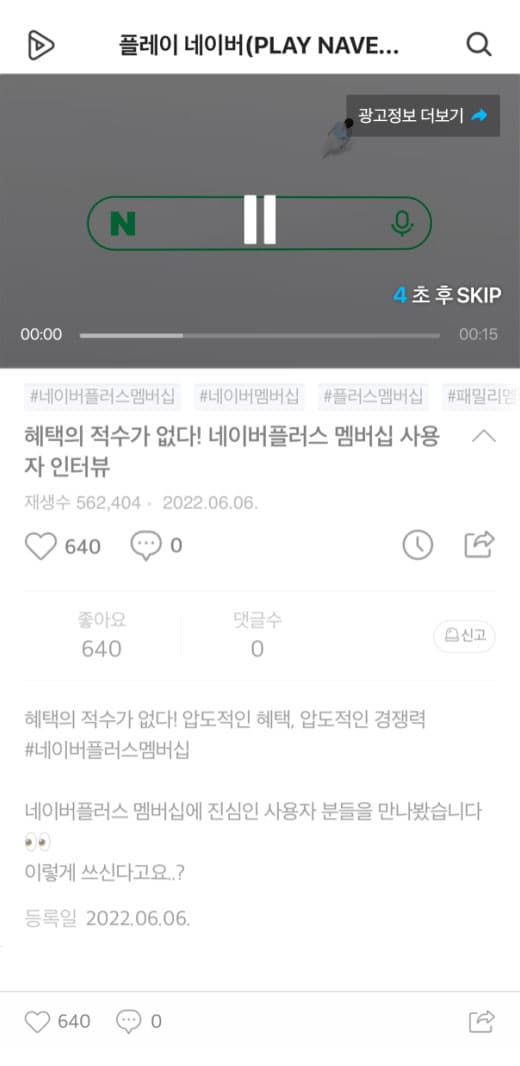 플레이 네이버(PLAY NAVE...
광고정보 더보기
N
4 초 후 SKIP
00:00
00:15
#네이버플러스멤버십 #네이버멤버십 #플러스멤버십 #패밀리멤
혜택의 적수가 없다! 네이버플러스 멤버십 사용
자 인터뷰
재생수 562,404 2022.06.06.
640 0
좋아요 댓글수
640 0
신고
혜택의 적수가 없다! 압도적인 혜택, 압도적인 경쟁력
#네이버플러스멤버십
네이버플러스 멤버십에 진심인 사용자 분들을 만나봤습니다
👀
이렇게 쓰신다고요..?
등록일 2022.06.06.
640 0